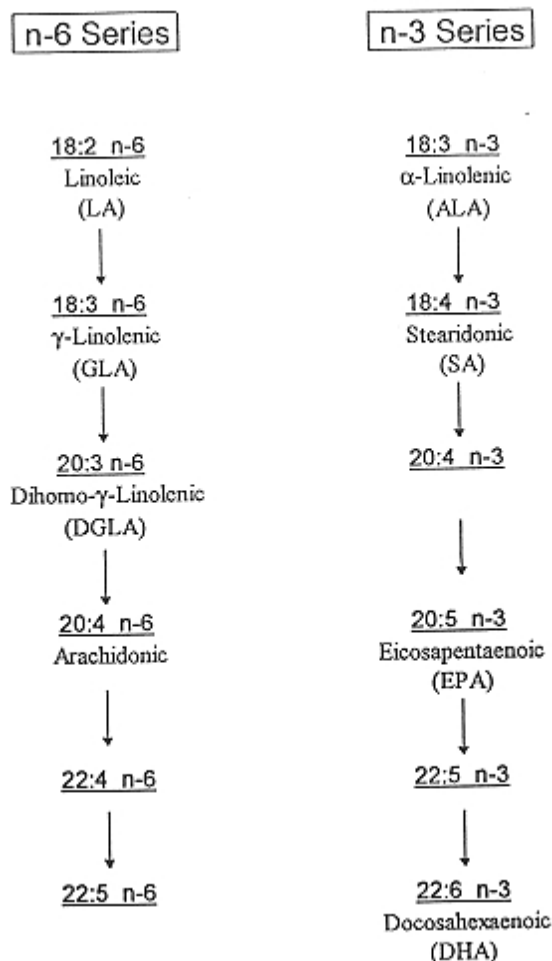 n-6 Series
18:2 n-6
Linoleic
(LA)
18:3 n-6
γ-Linolenic
(GLA)
20:3 n-6
Dihomo-γ-Linolenic
(DGLA)
20:4 n-6
Arachidonic
22:4 n-6
22:5 n-6
n-3 Series
18:3 n-3
α-Linolenic
(ALA)
18:4 n-3
Stearidonic
(SA)
20:4 n-3
20:5 n-3
Eicosapentaenoic
(EPA)
22:5 n-3
22:6 n-3
Docosahexaenoic
(DHA)